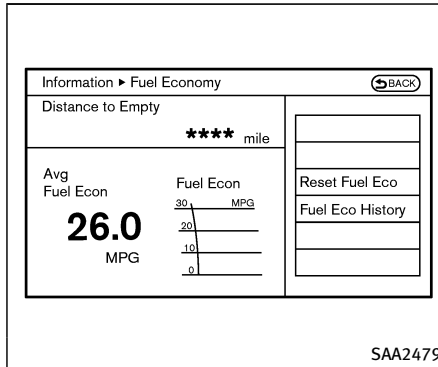 Information ▶ Fuel Economy
BACK
Distance to Empty
**** mile
Avg
Fuel Econ
26.0
MPG
Fuel Econ
30 MPG
20
10
0
Reset Fuel Eco
Fuel Eco History
SAA2479